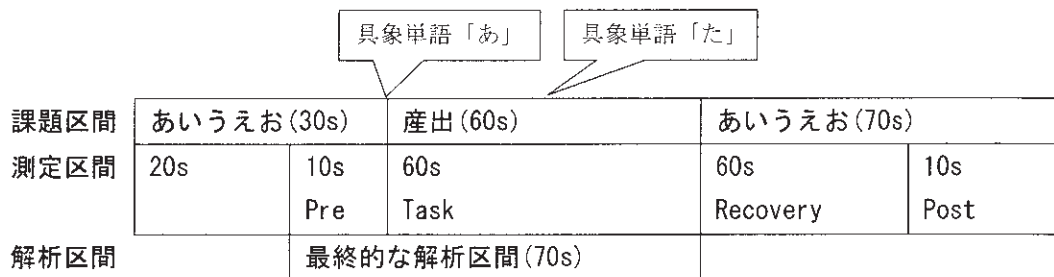 具象単語「あ」 具象単語「た」
課題区間 あいうえお(30s) 産出(60s) あいうえお(70s)
測定区間 20s 10s 60s 60s 10s
Pre Task Recovery Post
解析区間 最終的な解析区間(70s)